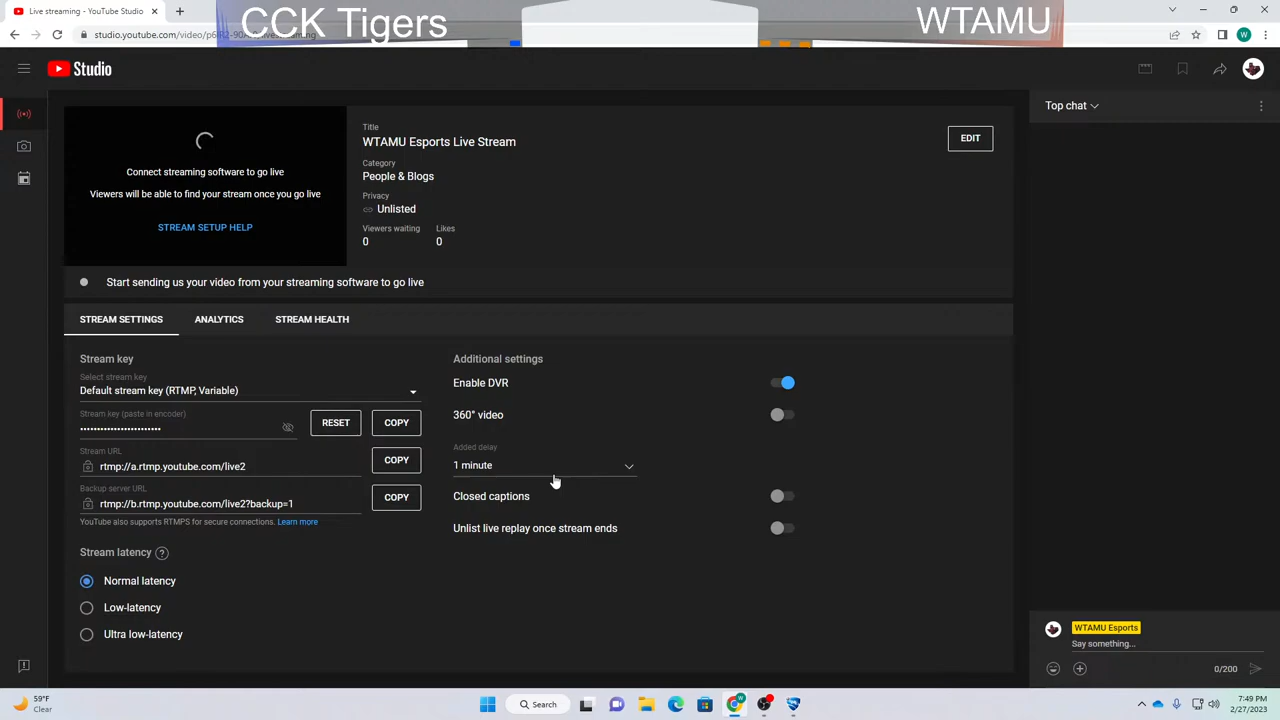 Live streaming - YouTube Studio
CCK Tigers
WTAMU
Studio
Connect streaming software to go live
Viewers will be able to find your stream once you go live
STREAM SETUP HELP
Title
WTAMU Esports Live Stream
Category
People & Blogs
Privacy
Unlisted
Viewers waiting
Likes
0
0
EDIT
Top chat
Start sending us your video from your streaming software to go live
STREAM SETTINGS
ANALYTICS
STREAM HEALTH
Stream key
Select stream key
Default stream key (RTMP, Variable)
Stream key (paste in encoder)
••••••••••••••••••••••••
RESET
COPY
Stream URL
rtmp://a.rtmp.youtube.com/live2
COPY
Backup server URL
rtmp://b.rtmp.youtube.com/live2?backup=1
COPY
YouTube also supports RTMPS for secure connections. Learn more
Stream latency
Normal latency
Low-latency
Ultra low-latency
Additional settings
Enable DVR
360° video
Added delay
1 minute
Closed captions
Unlist live replay once stream ends
WTAMU Esports
Say something...
0/200
59°F
Clear
Search
7:49 PM
2/27/2023